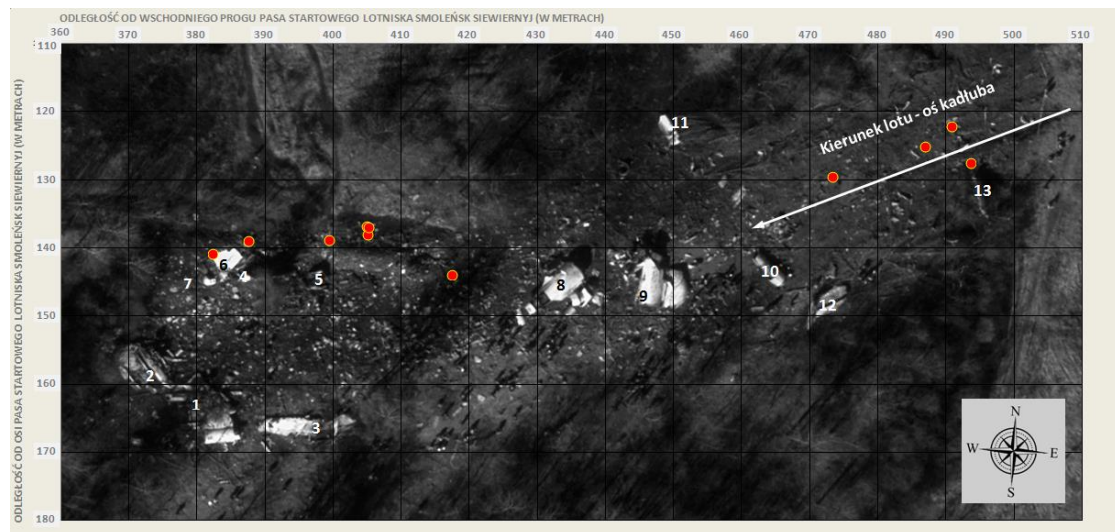 ODLEGŁOŚĆ OD WSCHODNIEGO PROGU PASA STARTOWEGO LOTNISKA SMOLEŃSK SIEWIERNYJ (W METRACH)
360 370 380 390 400 410 420 430 440 450 460 470 480 490 500 510
ODLEGŁOŚĆ OD OSI PASA STARTOWEGO LOTNISKA SMOLEŃSK SIEWIERNYJ (W METRACH)
110
120
130
140
150
160
170
180
11
Kierunek lotu - oś kadłuba
13
6
7
4
5
8
9
10
12
2
1
3
N
W
E
S